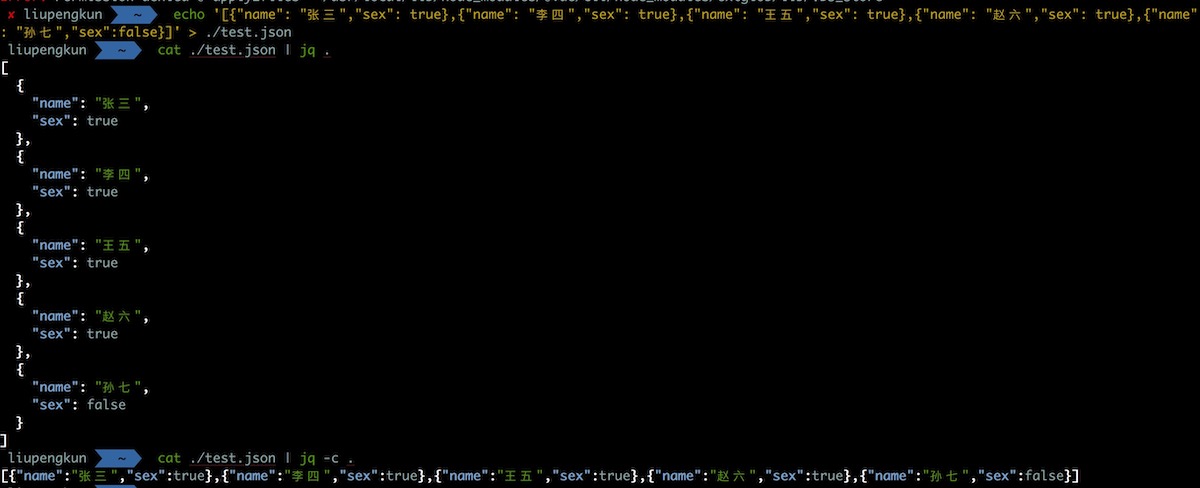 ✘ liupengkun ~ echo '[{"name": "张三","sex": true},{"name": "李四","sex": true},{"name": "王五","sex": true},{"name": "赵六","sex": true},{"name"
: "孙七","sex":false}]' > ./test.json
liupengkun ~ cat ./test.json | jq .
[
  {
    "name": "张三",
    "sex": true
  },
  {
    "name": "李四",
    "sex": true
  },
  {
    "name": "王五",
    "sex": true
  },
  {
    "name": "赵六",
    "sex": true
  },
  {
    "name": "孙七",
    "sex": false
  }
]
liupengkun ~ cat ./test.json | jq -c .
[{"name":"张三","sex":true},{"name":"李四","sex":true},{"name":"王五","sex":true},{"name":"赵六","sex":true},{"name":"孙七","sex":false}]